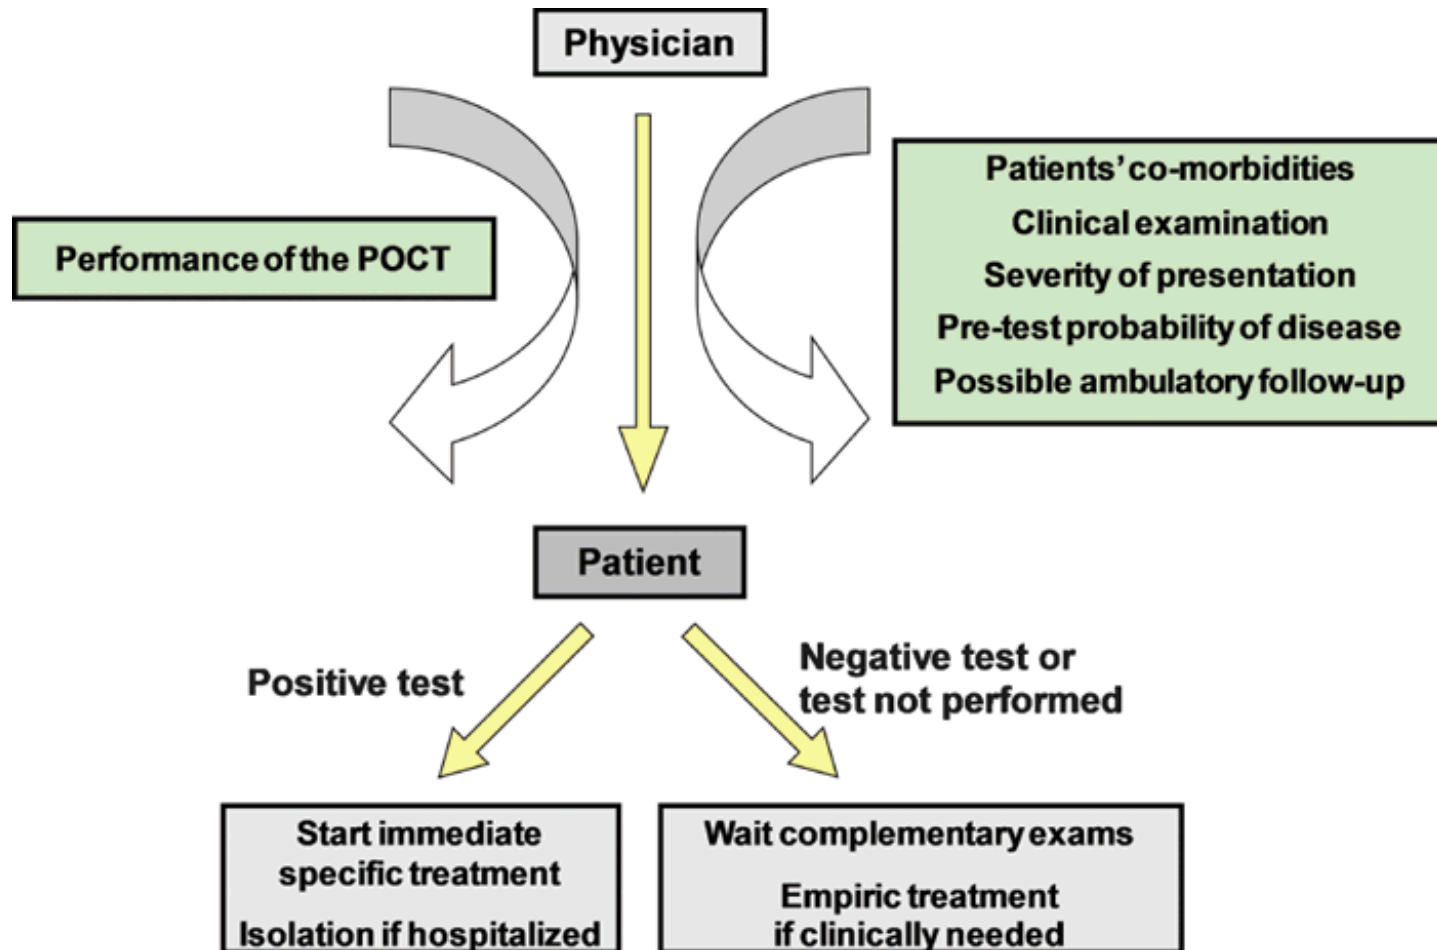 Physician
Performance of the POCT
Patients' co-morbidities
Clinical examination
Severity of presentation
Pre-test probability of disease
Possible ambulatory follow-up
Patient
Positive test
Negative test or
test not performed
Start immediate
specific treatment
Isolation if hospitalized
Wait complementary exams
Empiric treatment
if clinically needed